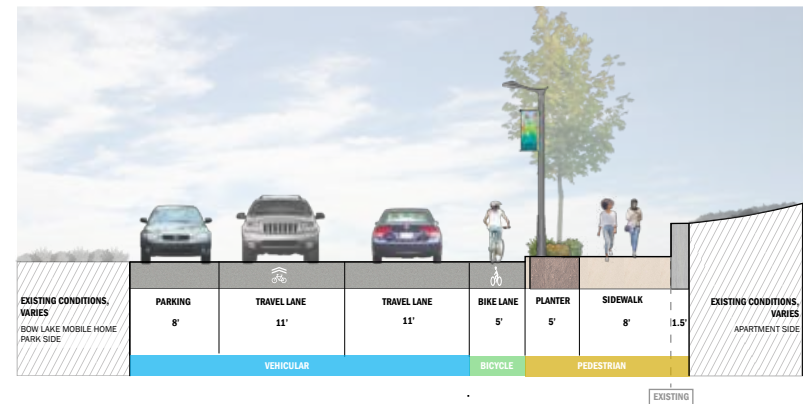 EXISTING CONDITIONS,
VARIES
BOW LAKE MOBILE HOME
PARK SIDE
PARKING
8'
TRAVEL LANE
11'
TRAVEL LANE
11'
BIKE LANE
5'
PLANTER
5'
SIDEWALK
8'
1.5'
EXISTING CONDITIONS,
VARIES
APARTMENT SIDE
VEHICULAR
BICYCLE
PEDESTRIAN
EXISTING